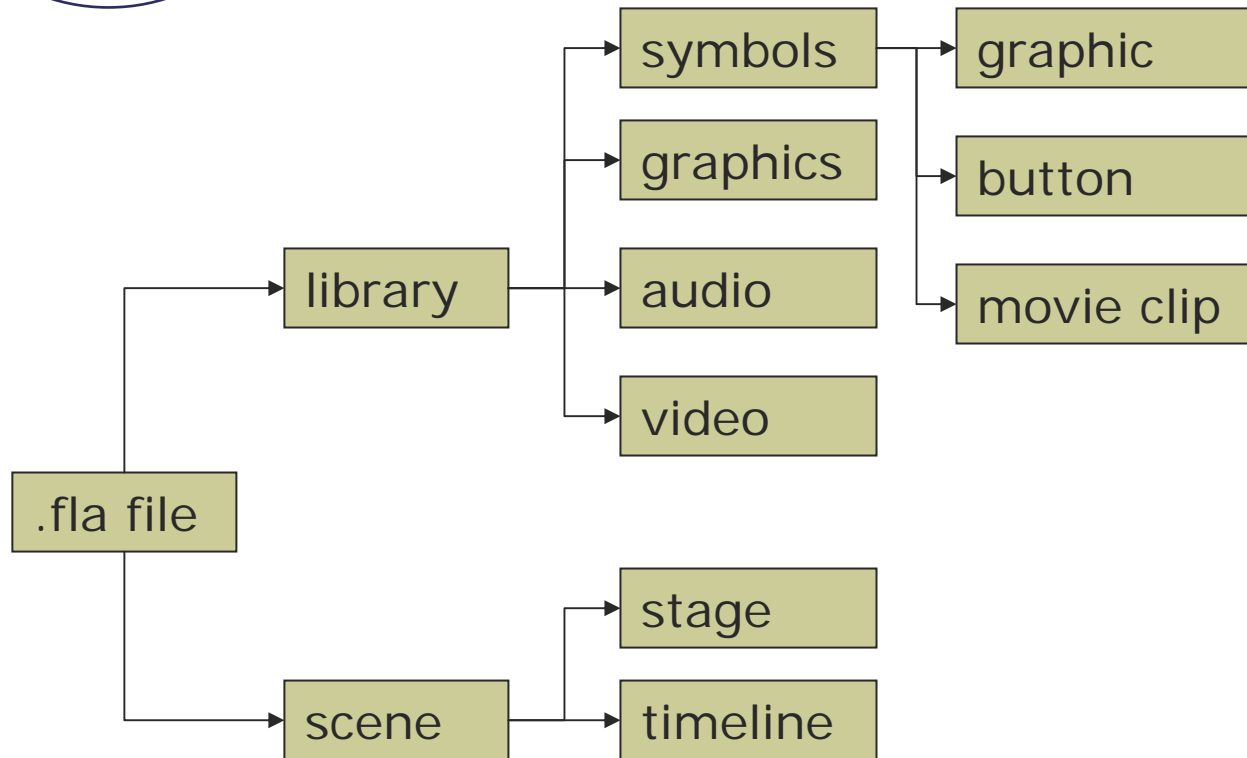 symbols
graphic
graphics
button
library
audio
movie clip
video
.fla file
stage
scene
timeline